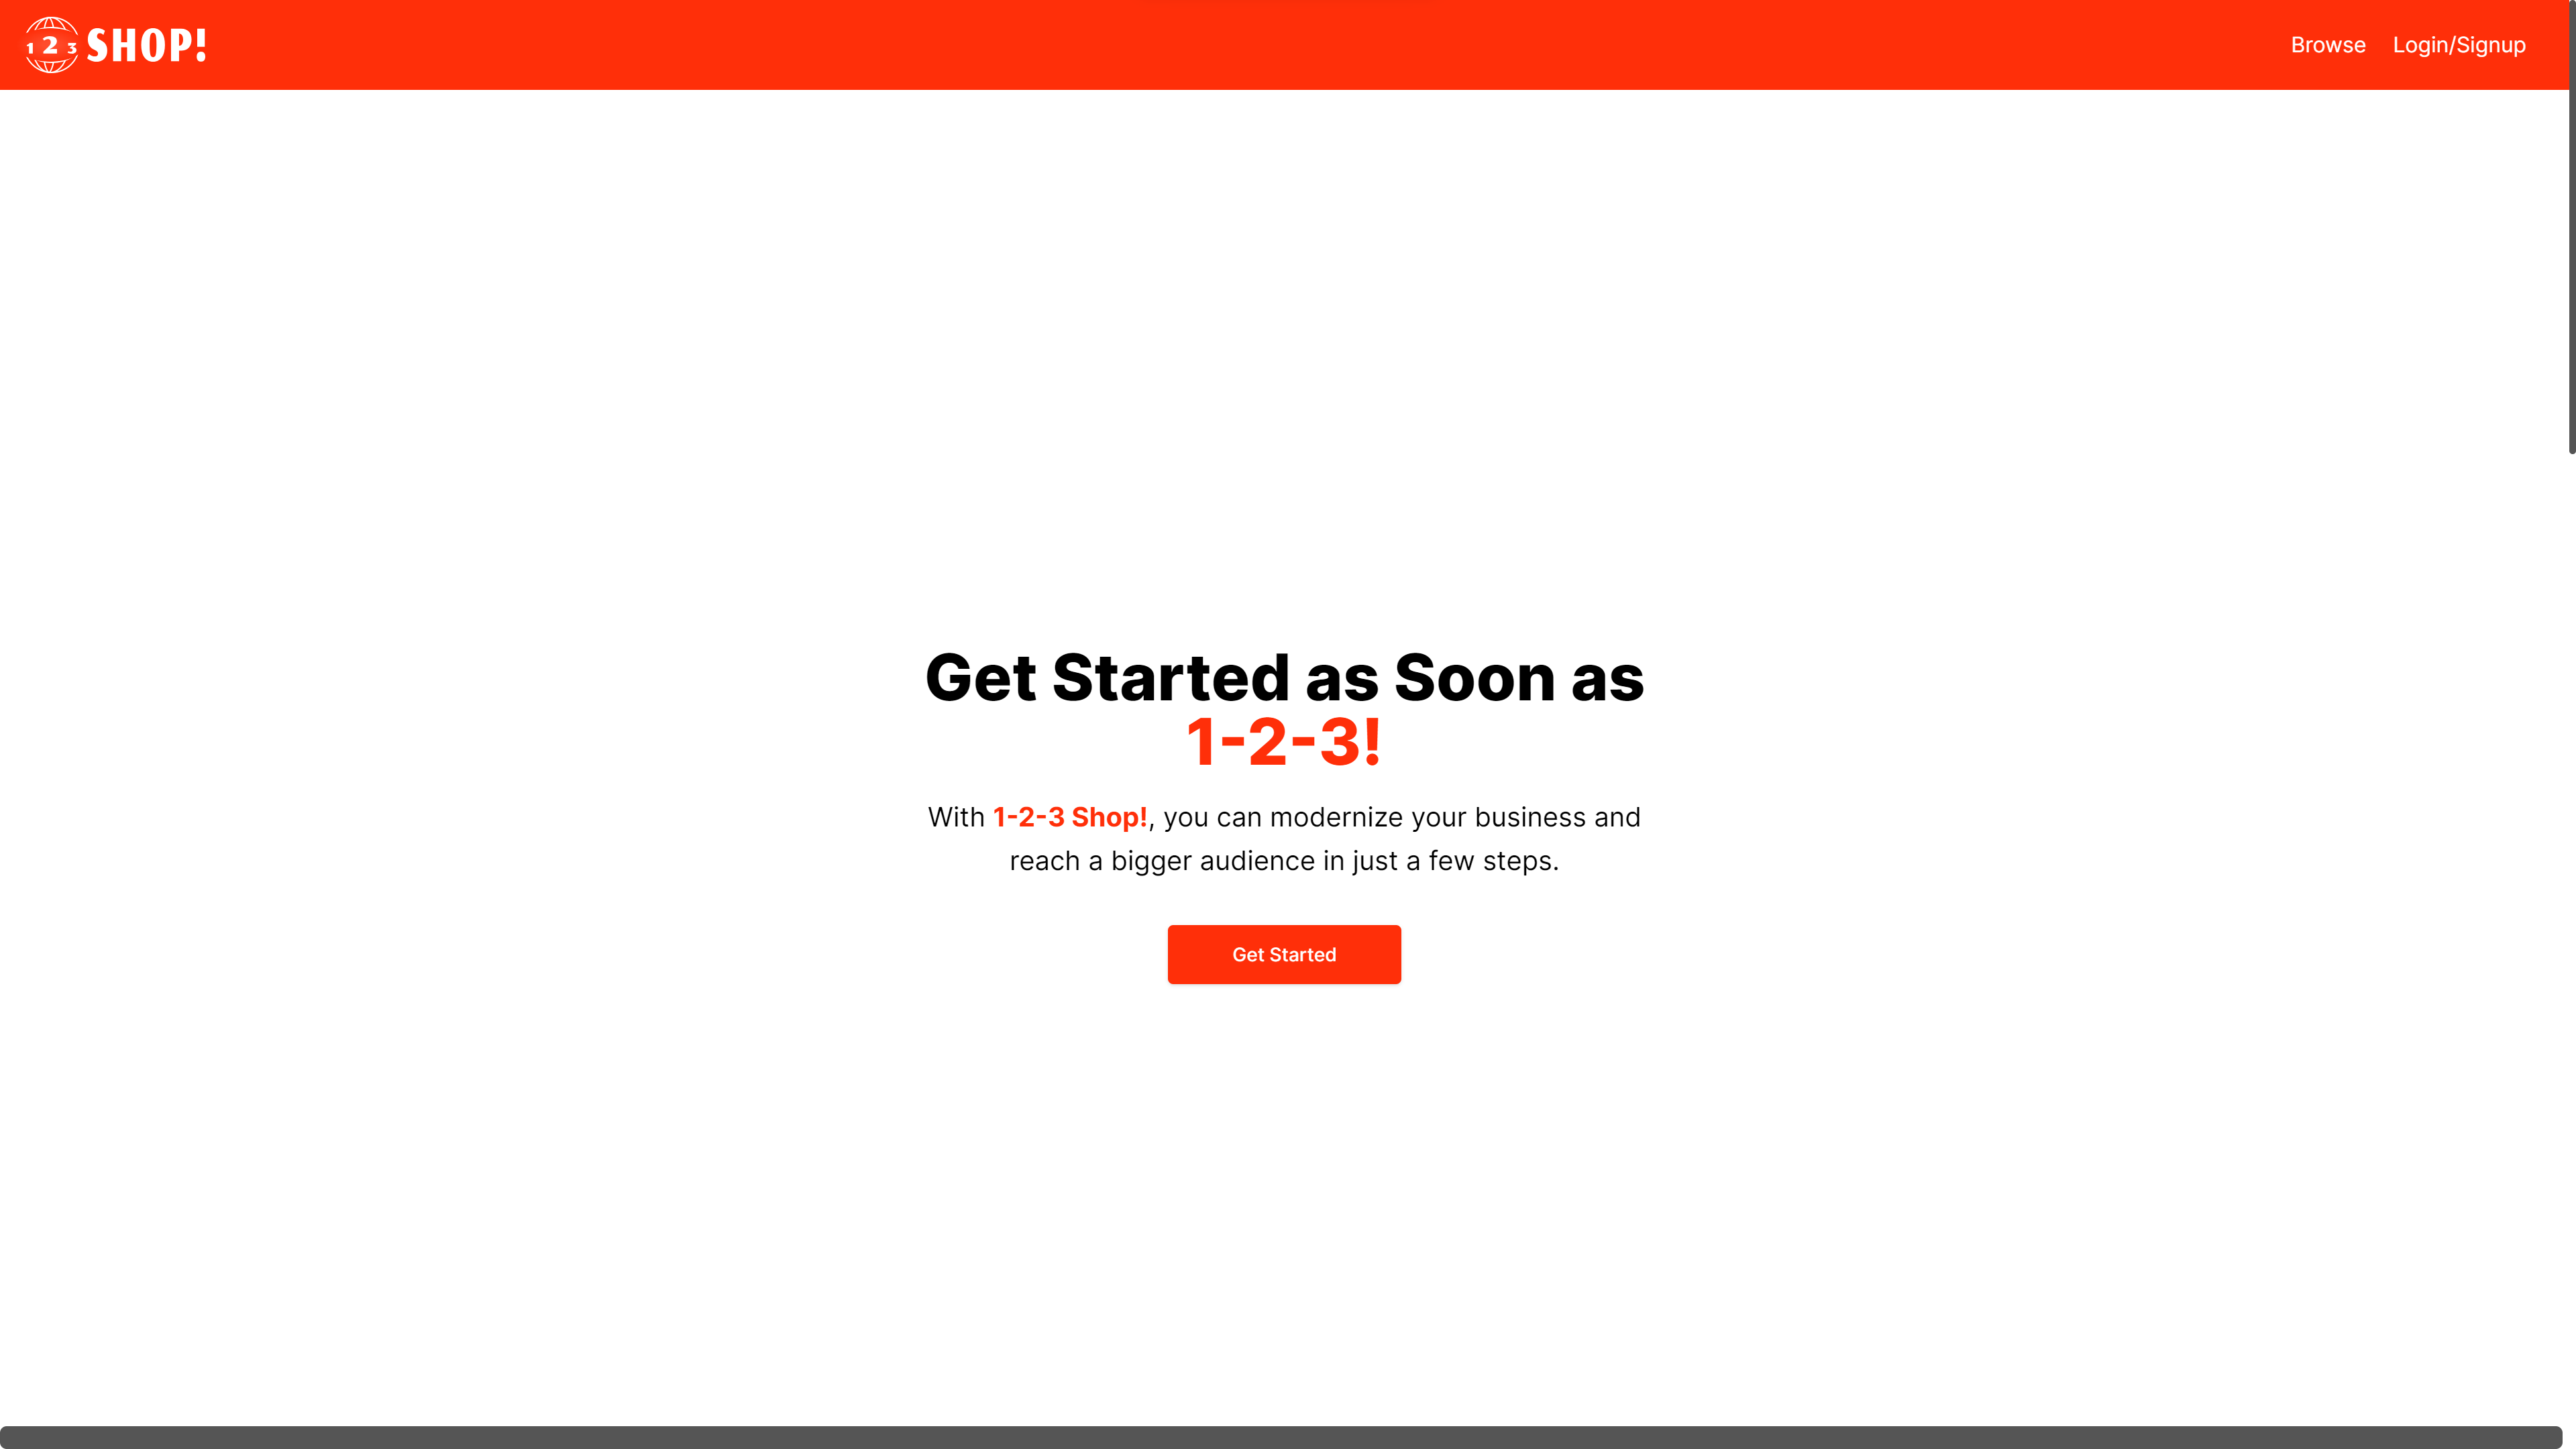 1 2 3 SHOP!
Browse Login/Signup
Get Started as Soon as
1-2-3!
With 1-2-3 Shop!, you can modernize your business and
reach a bigger audience in just a few steps.
Get Started